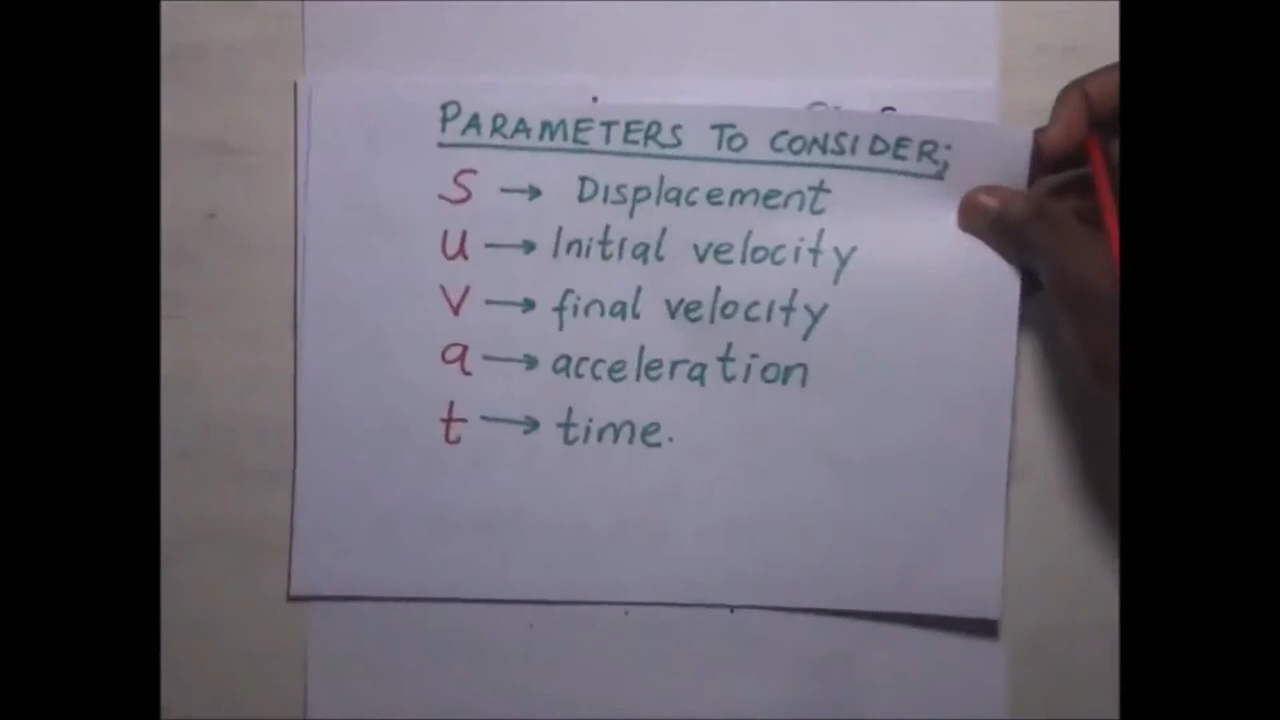 PARAMETERS TO CONSIDER;
S → Displacement
u → Initial velocity
v → final velocity
a → acceleration
t → time.